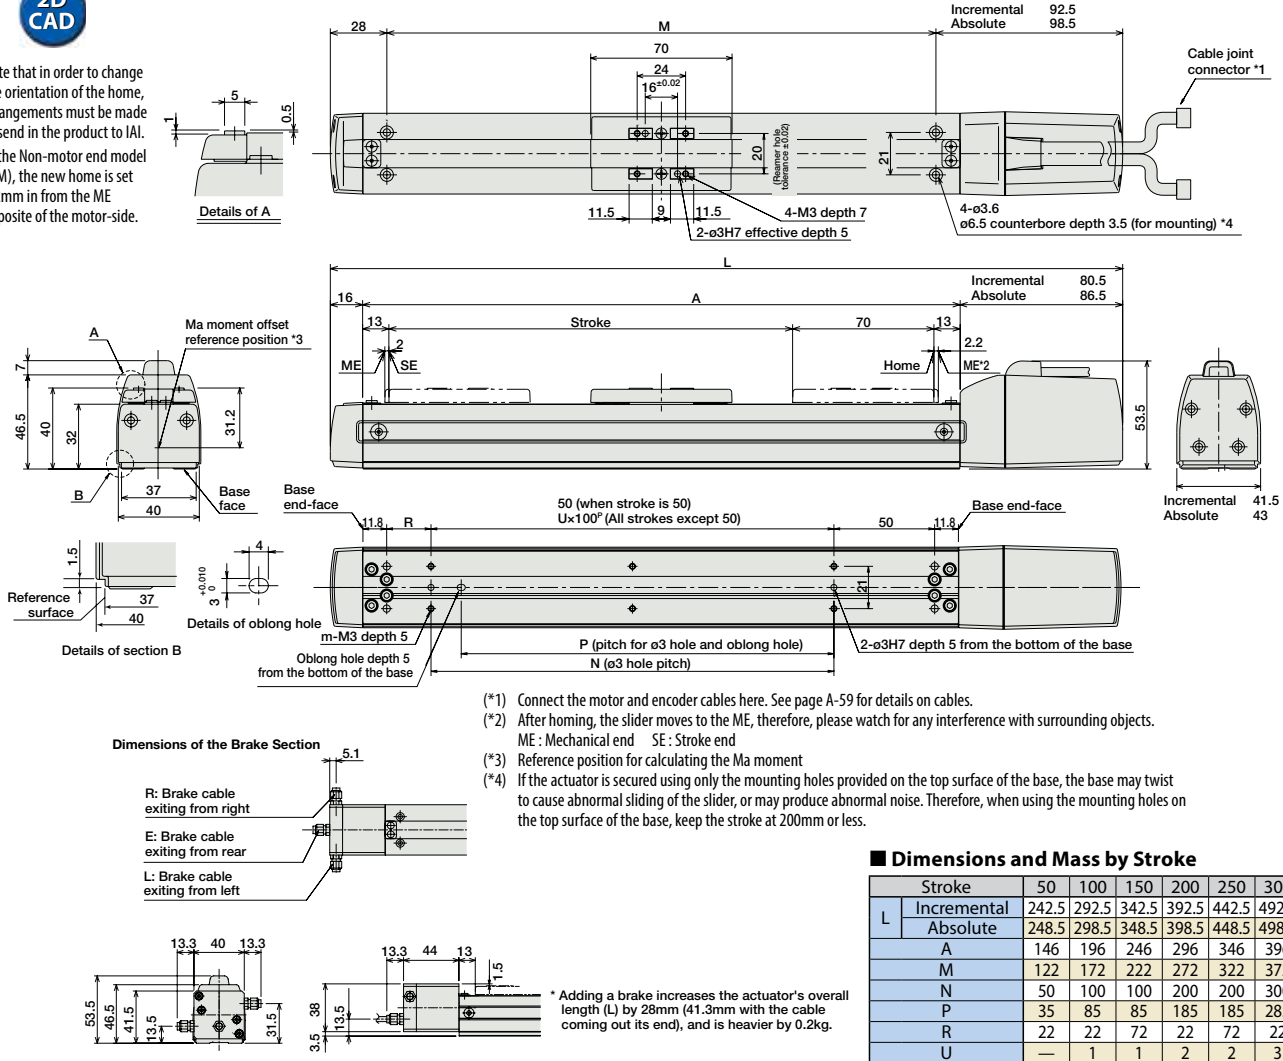 2D
CAD
te that in order to change
e orientation of the home,
angements must be made
send in the product to IAI.
the Non-motor end model
M), the new home is set
mm in from the ME
posite of the motor-side.
1
5
0.5
Details of A
28
M
Incremental 92.5
Absolute 98.5
70
24
16±0.02
20
(Reamer hole
tolerance ±0.02)
21
Cable joint
connector *1
11.5
9
11.5
4-M3 depth 7
2-ø3H7 effective depth 5
4-ø3.6
ø6.5 counterbore depth 3.5 (for mounting) *4
L
16
A
Incremental 80.5
Absolute 86.5
13
Stroke
70
13
2
2.2
ME
SE
Home
ME*2
53.5
A
Ma moment offset
reference position *3
7
46.5
40
32
31.2
B
37
40
Base
face
Incremental 41.5
Absolute 43
Base
end-face
50 (when stroke is 50)
U×100ᴾ (All strokes except 50)
Base end-face
11.8
R
50
11.8
21
1.5
Reference
surface
37
40
Details of section B
4
+0.010
0
3
Details of oblong hole
m-M3 depth 5
Oblong hole depth 5
from the bottom of the base
P (pitch for ø3 hole and oblong hole)
N (ø3 hole pitch)
2-ø3H7 depth 5 from the bottom of the base
(*1) Connect the motor and encoder cables here. See page A-59 for details on cables.
(*2) After homing, the slider moves to the ME, therefore, please watch for any interference with surrounding objects.
ME : Mechanical end SE : Stroke end
(*3) Reference position for calculating the Ma moment
(*4) If the actuator is secured using only the mounting holes provided on the top surface of the base, the base may twist
to cause abnormal sliding of the slider, or may produce abnormal noise. Therefore, when using the mounting holes on
the top surface of the base, keep the stroke at 200mm or less.
Dimensions of the Brake Section
5.1
R: Brake cable
exiting from right
E: Brake cable
exiting from rear
L: Brake cable
exiting from left
13.3
40
13.3
53.5
46.5
41.5
13.5
31.5
13.3
44
13
1.5
38
13.5
3.5
* Adding a brake increases the actuator's overall
length (L) by 28mm (41.3mm with the cable
coming out its end), and is heavier by 0.2kg.
■ Dimensions and Mass by Stroke
Stroke 50 100 150 200 250 30
L Incremental 242.5 292.5 342.5 392.5 442.5 492
Absolute 248.5 298.5 348.5 398.5 448.5 498
A 146 196 246 296 346 39
M 122 172 222 272 322 37
N 50 100 100 200 200 30
P 35 85 85 185 185 28
R 22 22 72 22 72 22
U — 1 1 2 2 3